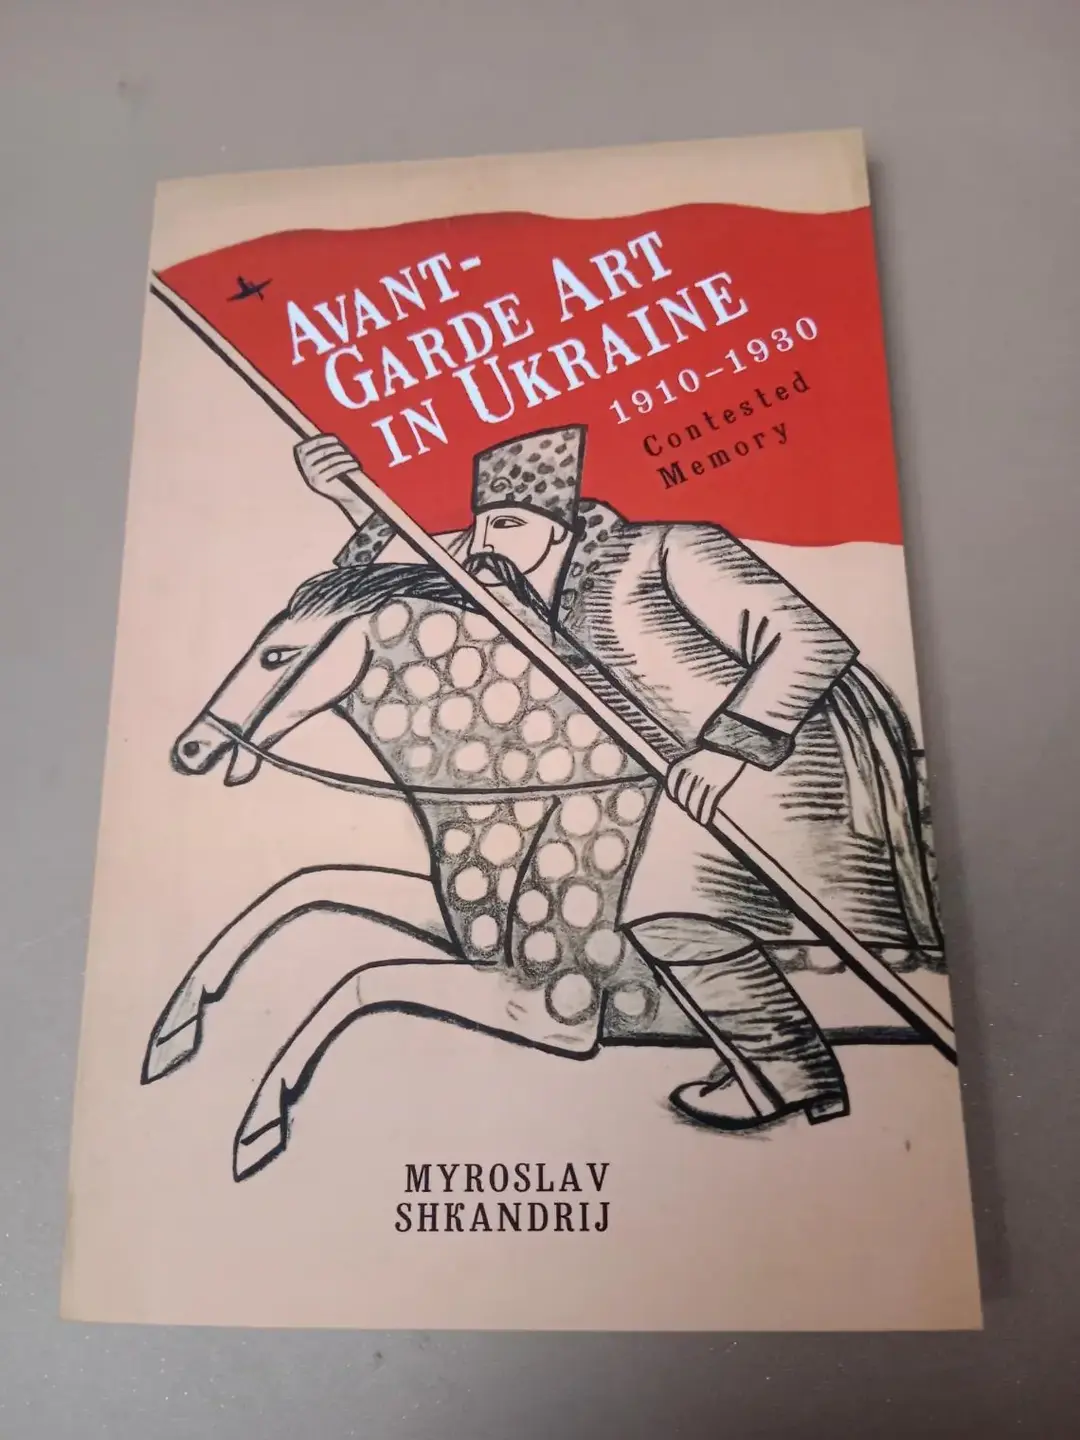 AVANT-
GARDE ART
IN UKRAINE
1910–1930
Contested
Memory
MYROSLAV
SHKANDRIJ